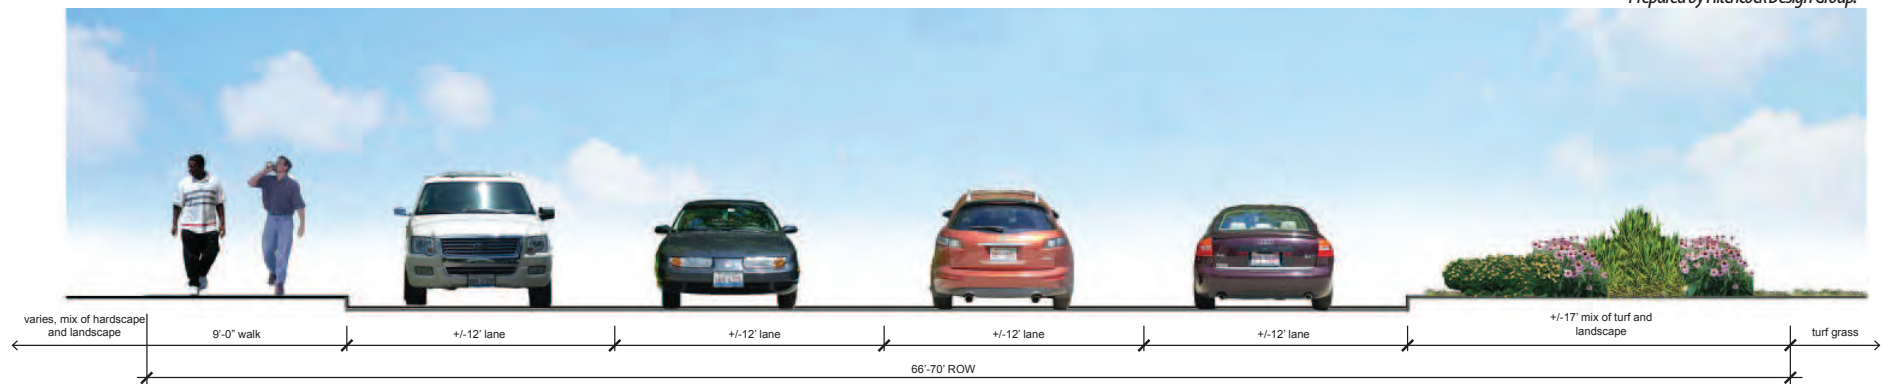 Prepared by Hitchcock Design Group.
varies, mix of hardscape
and landscape
9'-0" walk
+/-12' lane
+/-12' lane
+/-12' lane
+/-12' lane
+/-17' mix of turf and
landscape
turf grass
66'-70' ROW